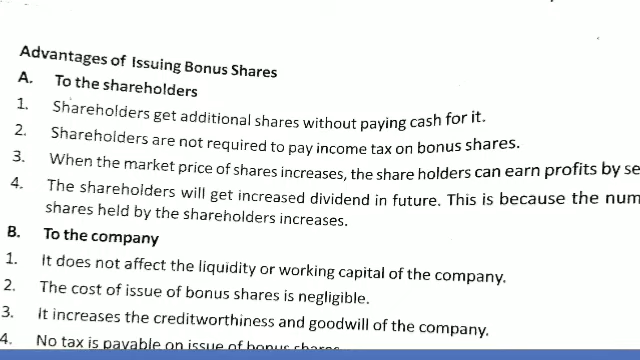 Advantages of Issuing Bonus Shares
A. To the shareholders
1. Shareholders get additional shares without paying cash for it.
2. Shareholders are not required to pay income tax on bonus shares.
3. When the market price of shares increases, the share holders can earn profits by se
4. The shareholders will get increased dividend in future. This is because the num
shares held by the shareholders increases.
B. To the company
1. It does not affect the liquidity or working capital of the company.
2. The cost of issue of bonus shares is negligible.
3. It increases the creditworthiness and goodwill of the company.
4. No tax is payable on issue of bonus shares